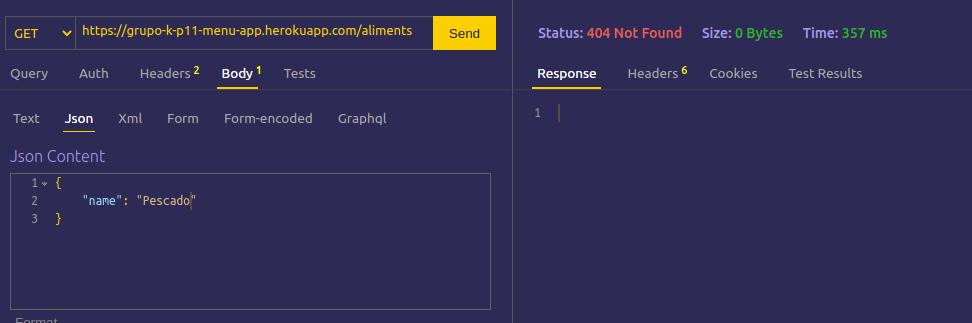 GET https://grupo-k-p11-menu-app.herokuapp.com/aliments Send
Query Auth Headers 2 Body 1 Tests
Text Json Xml Form Form-encoded Graphql
Json Content
1 {
2 "name": "Pescado"
3 }
Format
Status: 404 Not Found Size: 0 Bytes Time: 357 ms
Response Headers 6 Cookies Test Results
1